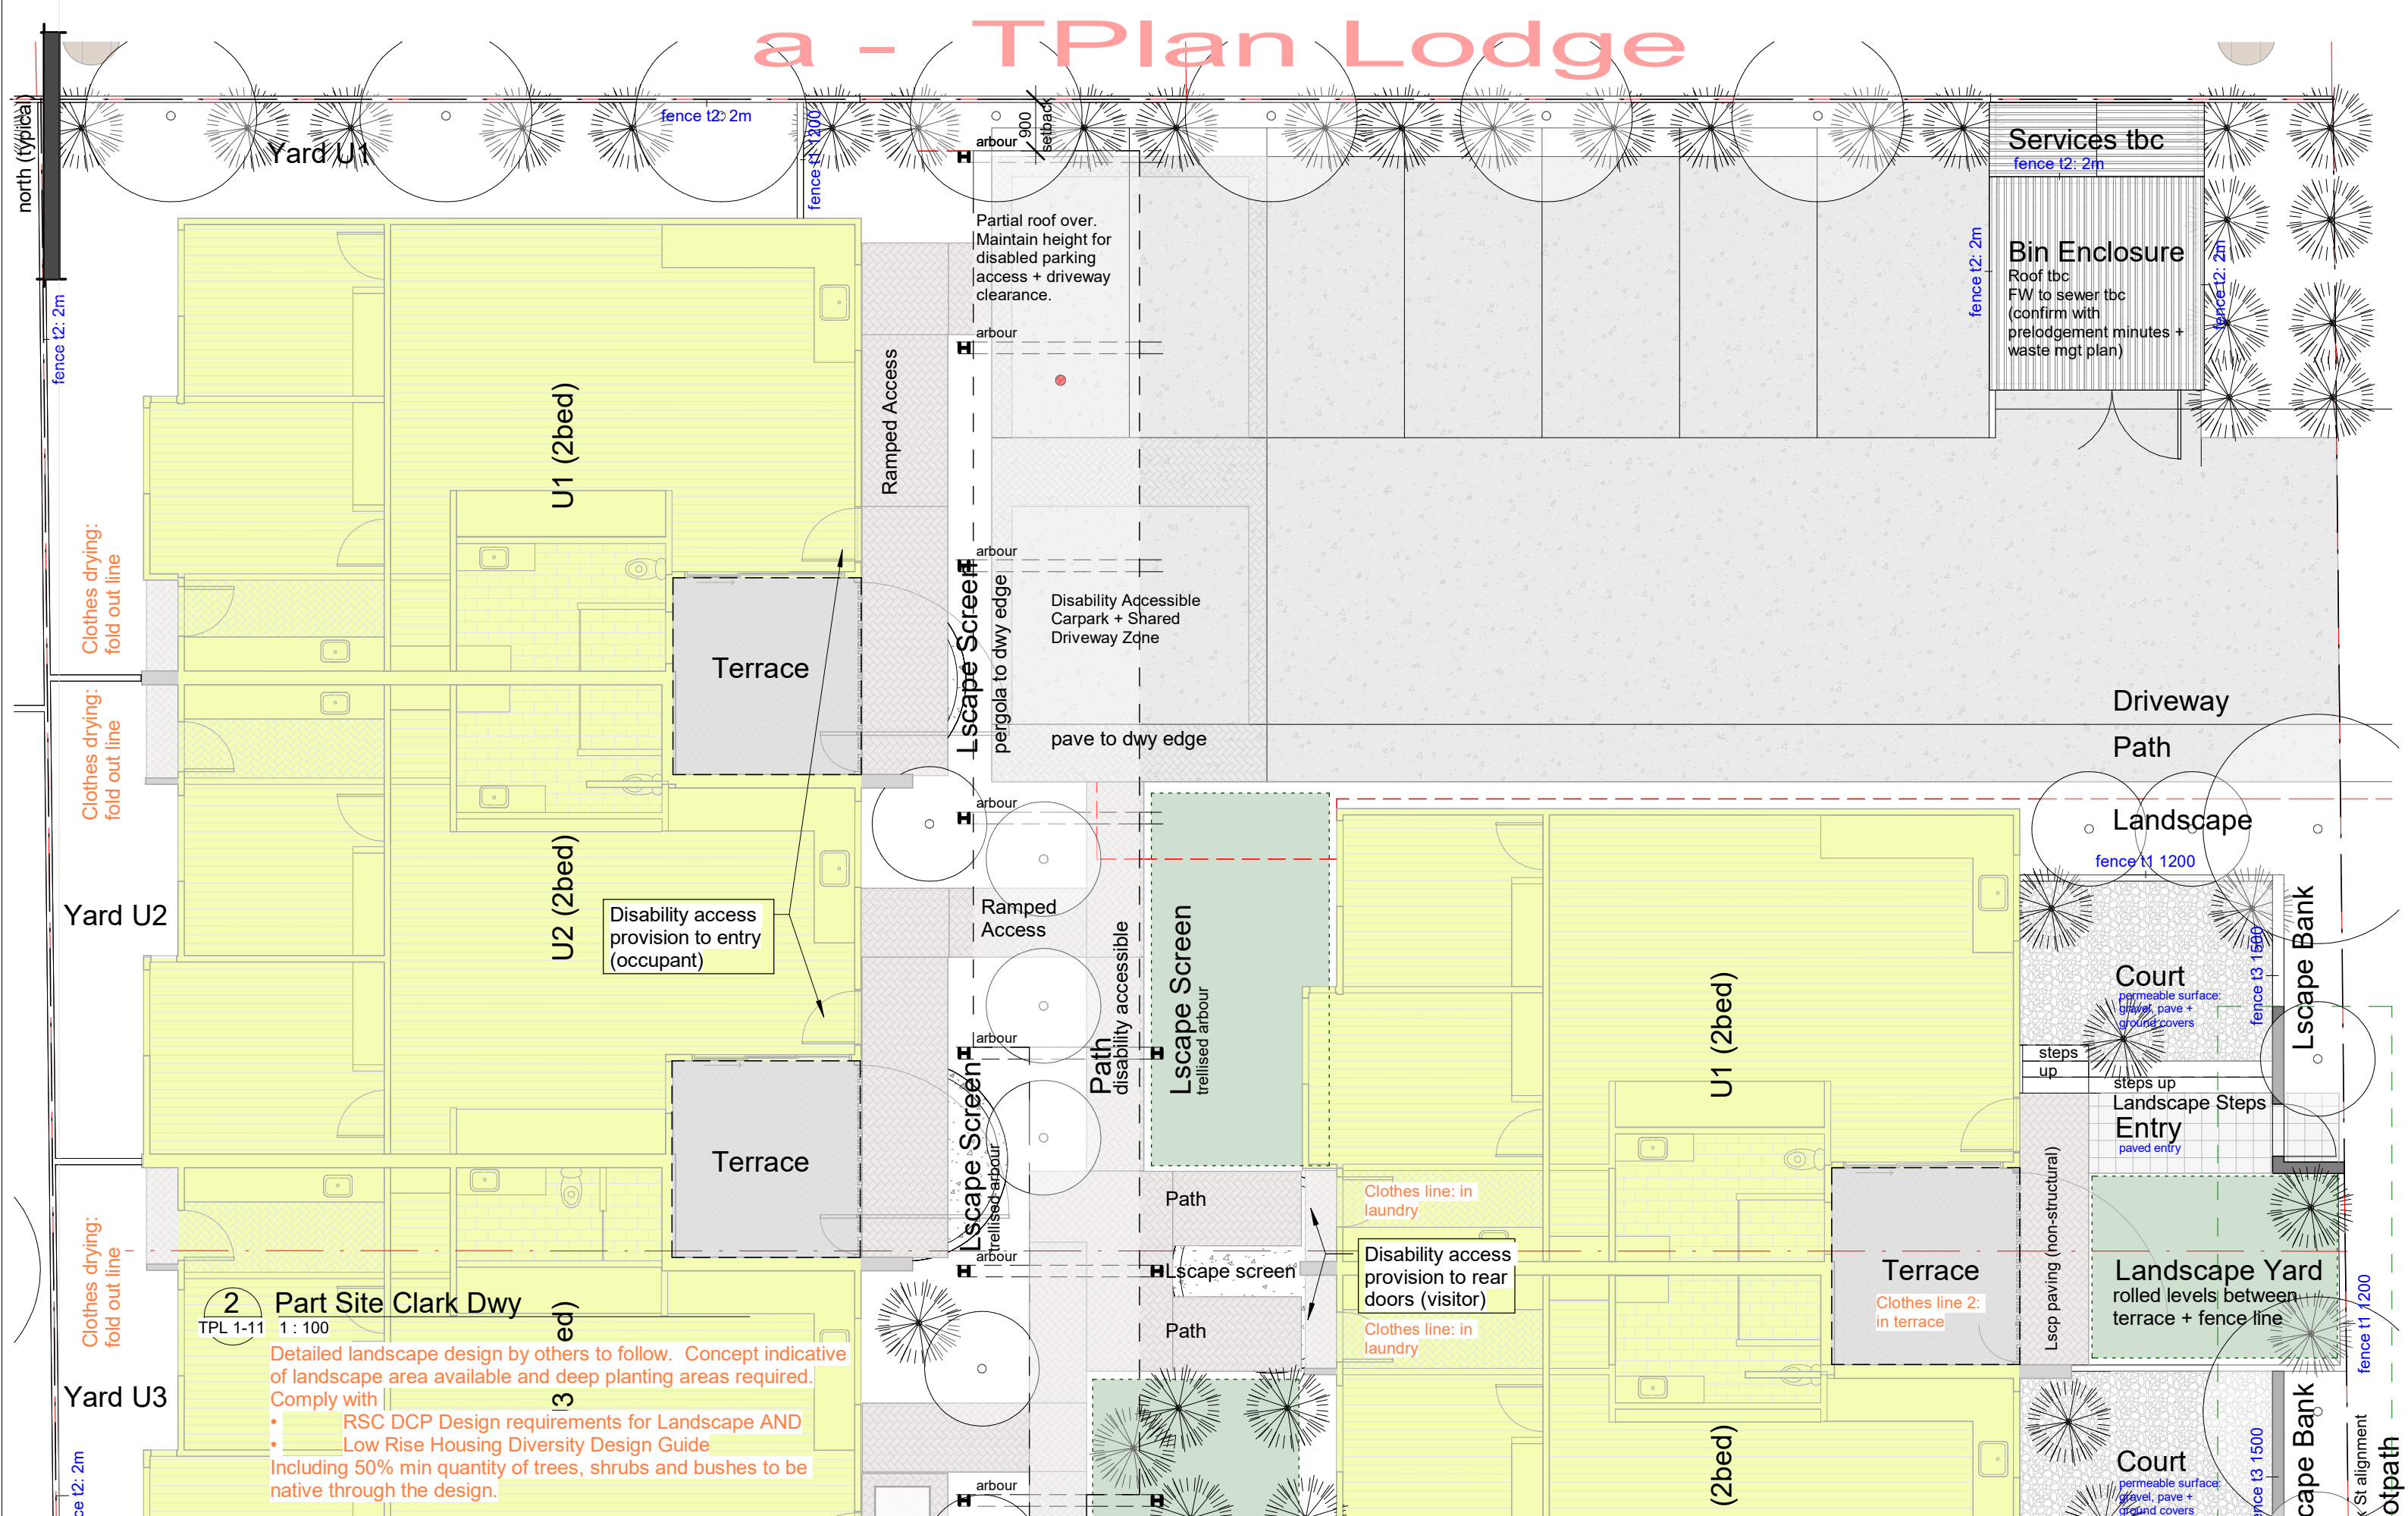 a - TPlan Lodge
north (typical)
fence t2: 2m
Yard U1
fence t1 1200
900
setback
arbour
Services tbc
fence t2: 2m
Partial roof over.
Maintain height for
disabled parking
access + driveway
clearance.
Bin Enclosure
Roof tbc
FW to sewer tbc
(confirm with
prelodgement minutes +
waste mgt plan)
fence t2: 2m
fence t2: 2m
fence t2: 2m
arbour
Ramped Access
U1 (2bed)
Clothes drying:
fold out line
arbour
Lscape Screen
pergola to dwy edge
Disability Accessible
Carpark + Shared
Driveway Zone
Terrace
Clothes drying:
fold out line
pave to dwy edge
Driveway
Path
arbour
Landscape
fence t1 1200
U2 (2bed)
Yard U2
Disability access
provision to entry
(occupant)
Ramped
Access
Path
disability accessible
Lscape Screen
trellised arbour
U1 (2bed)
Court
permeable surface:
gravel, pave +
ground covers
fence t3 1500
Lscape Bank
arbour
steps
up
steps up
Landscape Steps
Entry
paved entry
Terrace
Lscape Screen
trellised arbour
Path
Clothes line: in
laundry
Lscp paving (non-structural)
Clothes drying:
fold out line
arbour
Lscape screen
Disability access
provision to rear
doors (visitor)
Terrace
Clothes line 2:
in terrace
Landscape Yard
rolled levels between
terrace + fence line
fence t1 1200
2
Part Site Clark Dwy
TPL 1-11
1 : 100
3
ed)
Path
Clothes line: in
laundry
Detailed landscape design by others to follow. Concept indicative
of landscape area available and deep planting areas required.
Comply with
• RSC DCP Design requirements for Landscape AND
• Low Rise Housing Diversity Design Guide
Including 50% min quantity of trees, shrubs and bushes to be
native through the design.
Yard U3
ce t2: 2m
arbour
(2bed)
Court
permeable surface:
gravel, pave +
ground covers
nce t3 1500
cape Bank
St alignment
otpath